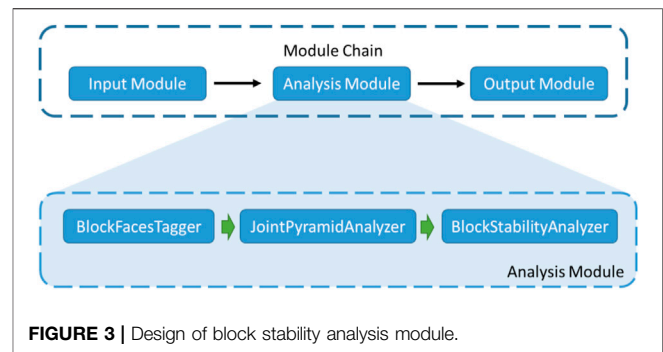 Module Chain
Input Module
Analysis Module
Output Module
BlockFacesTagger
JointPyramidAnalyzer
BlockStabilityAnalyzer
Analysis Module
FIGURE 3 | Design of block stability analysis module.